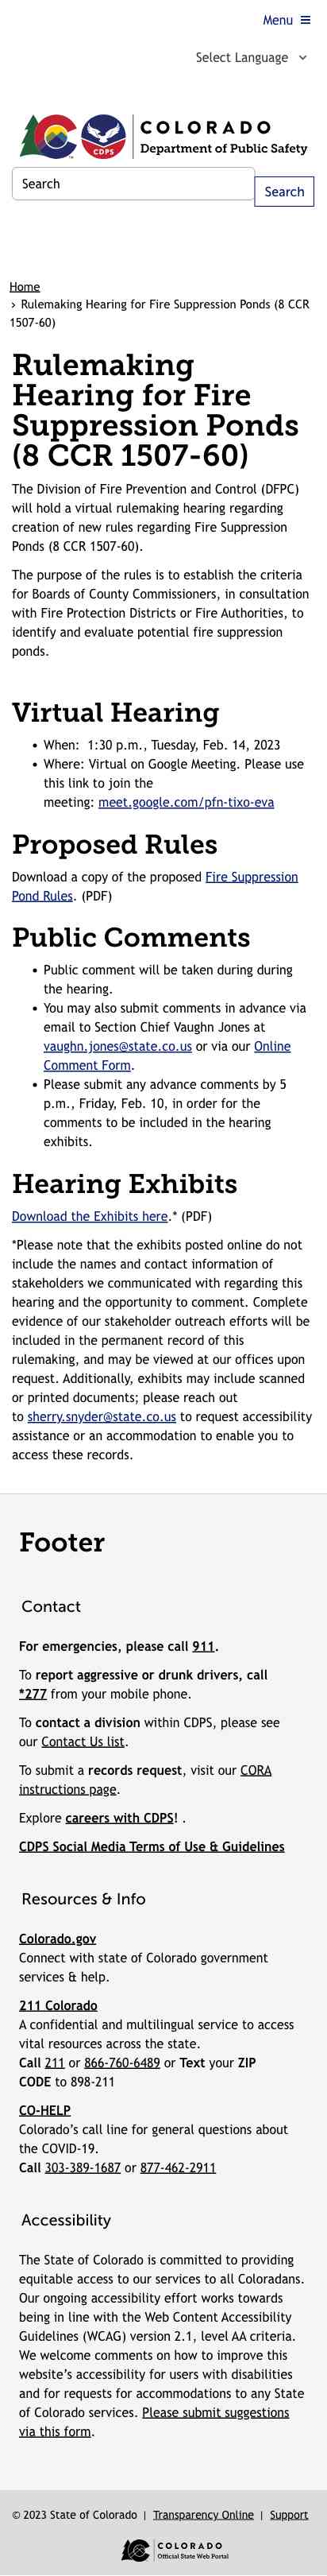 Menu
Select Language
COLORADO
CDPS
Department of Public Safety
Search
Search
Home
› Rulemaking Hearing for Fire Suppression Ponds (8 CCR
1507-60)
Rulemaking
Hearing for Fire
Suppression Ponds
(8 CCR 1507-60)
The Division of Fire Prevention and Control (DFPC)
will hold a virtual rulemaking hearing regarding
creation of new rules regarding Fire Suppression
Ponds (8 CCR 1507-60).
The purpose of the rules is to establish the criteria
for Boards of County Commissioners, in consultation
with Fire Protection Districts or Fire Authorities, to
identify and evaluate potential fire suppression
ponds.
Virtual Hearing
• When:  1:30 p.m., Tuesday, Feb. 14, 2023
• Where: Virtual on Google Meeting. Please use
this link to join the
meeting: meet.google.com/pfn-tixo-eva
Proposed Rules
Download a copy of the proposed Fire Suppression
Pond Rules. (PDF)
Public Comments
• Public comment will be taken during during
the hearing.
• You may also submit comments in advance via
email to Section Chief Vaughn Jones at
vaughn.jones@state.co.us or via our Online
Comment Form.
• Please submit any advance comments by 5
p.m., Friday, Feb. 10, in order for the
comments to be included in the hearing
exhibits.
Hearing Exhibits
Download the Exhibits here.* (PDF)
*Please note that the exhibits posted online do not
include the names and contact information of
stakeholders we communicated with regarding this
hearing and the opportunity to comment. Complete
evidence of our stakeholder outreach efforts will be
included in the permanent record of this
rulemaking, and may be viewed at our offices upon
request. Additionally, exhibits may include scanned
or printed documents; please reach out
to sherry.snyder@state.co.us to request accessibility
assistance or an accommodation to enable you to
access these records.
Footer
Contact
For emergencies, please call 911.
To report aggressive or drunk drivers, call
*277 from your mobile phone.
To contact a division within CDPS, please see
our Contact Us list.
To submit a records request, visit our CORA
instructions page.
Explore careers with CDPS! .
CDPS Social Media Terms of Use & Guidelines
Resources & Info
Colorado.gov
Connect with state of Colorado government
services & help.
211 Colorado
A confidential and multilingual service to access
vital resources across the state.
Call 211 or 866-760-6489 or Text your ZIP
CODE to 898-211
CO-HELP
Colorado’s call line for general questions about
the COVID-19.
Call 303-389-1687 or 877-462-2911
Accessibility
The State of Colorado is committed to providing
equitable access to our services to all Coloradans.
Our ongoing accessibility effort works towards
being in line with the Web Content Accessibility
Guidelines (WCAG) version 2.1, level AA criteria.
We welcome comments on how to improve this
website’s accessibility for users with disabilities
and for requests for accommodations to any State
of Colorado services. Please submit suggestions
via this form.
© 2023 State of Colorado | Transparency Online | Support
COLORADO
Official State Web Portal